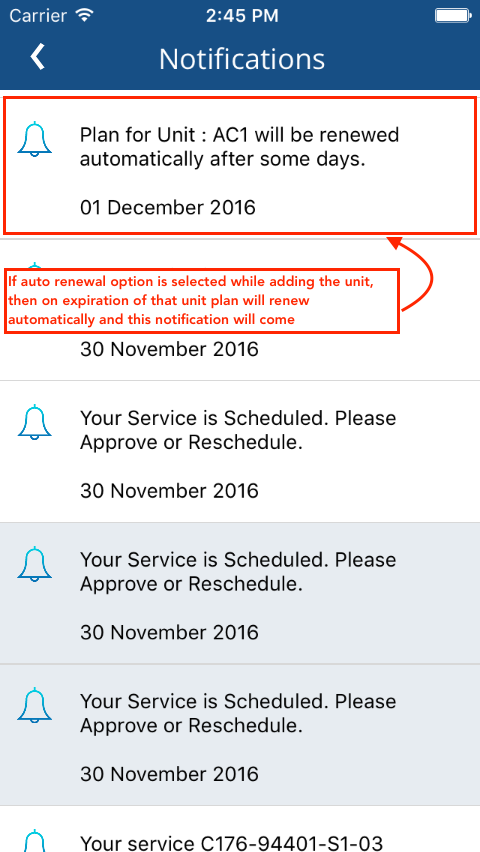 Carrier 2:45 PM
Notifications
Plan for Unit : AC1 will be renewed
automatically after some days.
01 December 2016
If auto renewal option is selected while adding the unit,
then on expiration of that unit plan will renew
automatically and this notification will come
30 November 2016
Your Service is Scheduled. Please
Approve or Reschedule.
30 November 2016
Your Service is Scheduled. Please
Approve or Reschedule.
30 November 2016
Your Service is Scheduled. Please
Approve or Reschedule.
30 November 2016
Your service C176-94401-S1-03